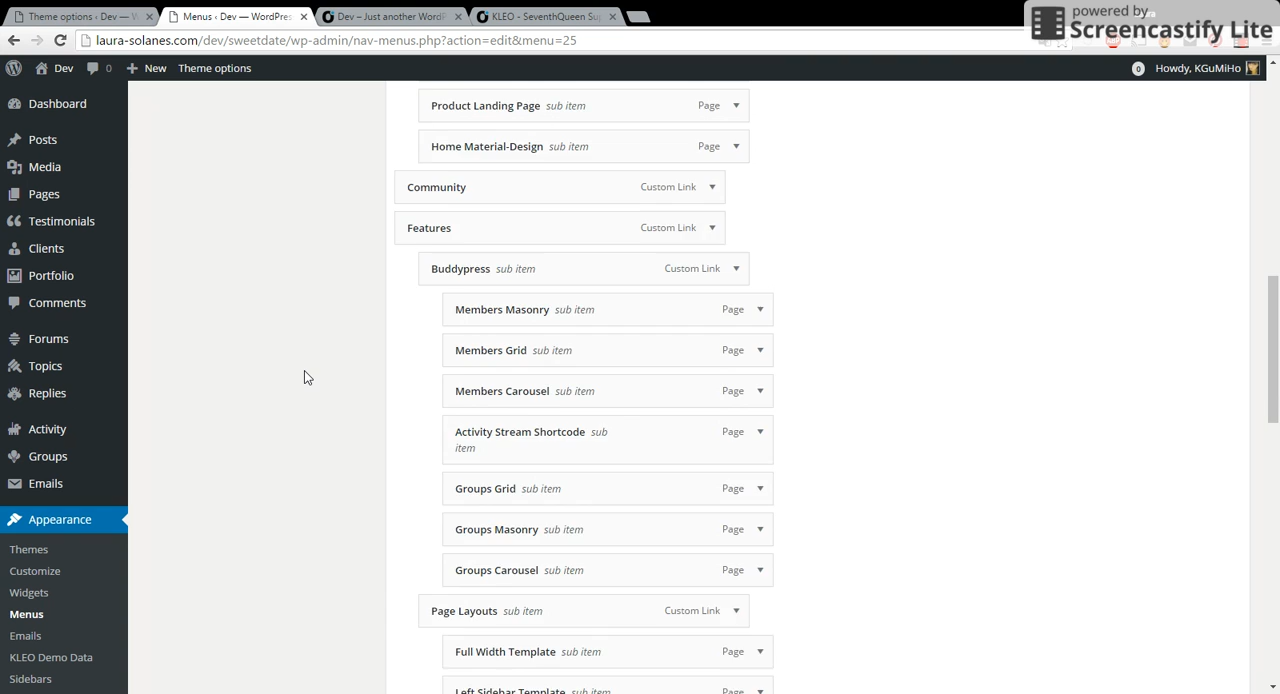 Theme options ‹ Dev — W
Menus ‹ Dev — WordPres
Dev – Just another WordP
KLEO - SeventhQueen Su
powered by
Screencastify Lite
laura-solanes.com/dev/sweetdate/wp-admin/nav-menus.php?action=edit&menu=25
Dev
0
New
Theme options
0
Howdy, KGuMiHo
Dashboard
Posts
Media
Pages
Testimonials
Clients
Portfolio
Comments
Forums
Topics
Replies
Activity
Groups
Emails
Appearance
Themes
Customize
Widgets
Menus
Emails
KLEO Demo Data
Sidebars
Product Landing Page sub item Page
Home Material-Design sub item Page
Community Custom Link
Features Custom Link
Buddypress sub item Custom Link
Members Masonry sub item Page
Members Grid sub item Page
Members Carousel sub item Page
Activity Stream Shortcode sub Page
item
Groups Grid sub item Page
Groups Masonry sub item Page
Groups Carousel sub item Page
Page Layouts sub item Custom Link
Full Width Template sub item Page
Left Sidebar Template sub item Page